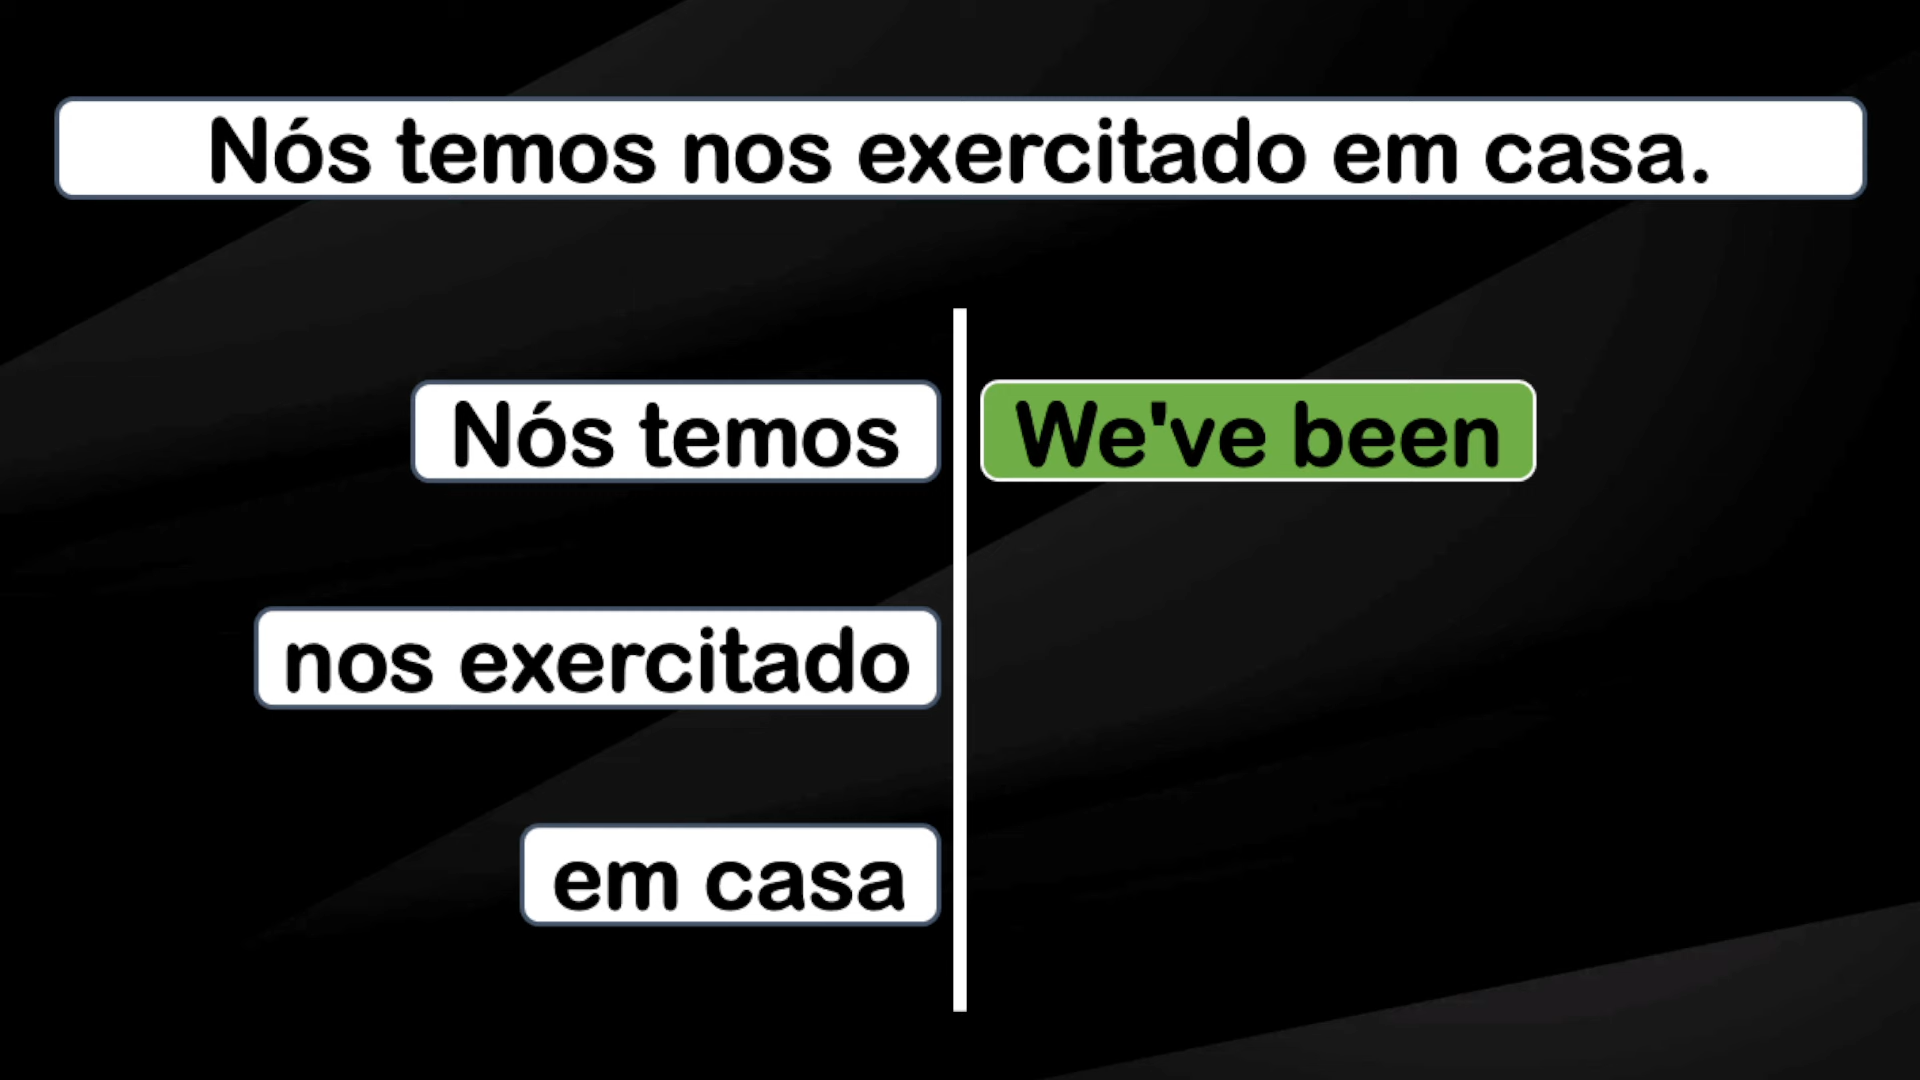 Nós temos nos exercitado em casa.
Nós temos
We've been
nos exercitado
em casa